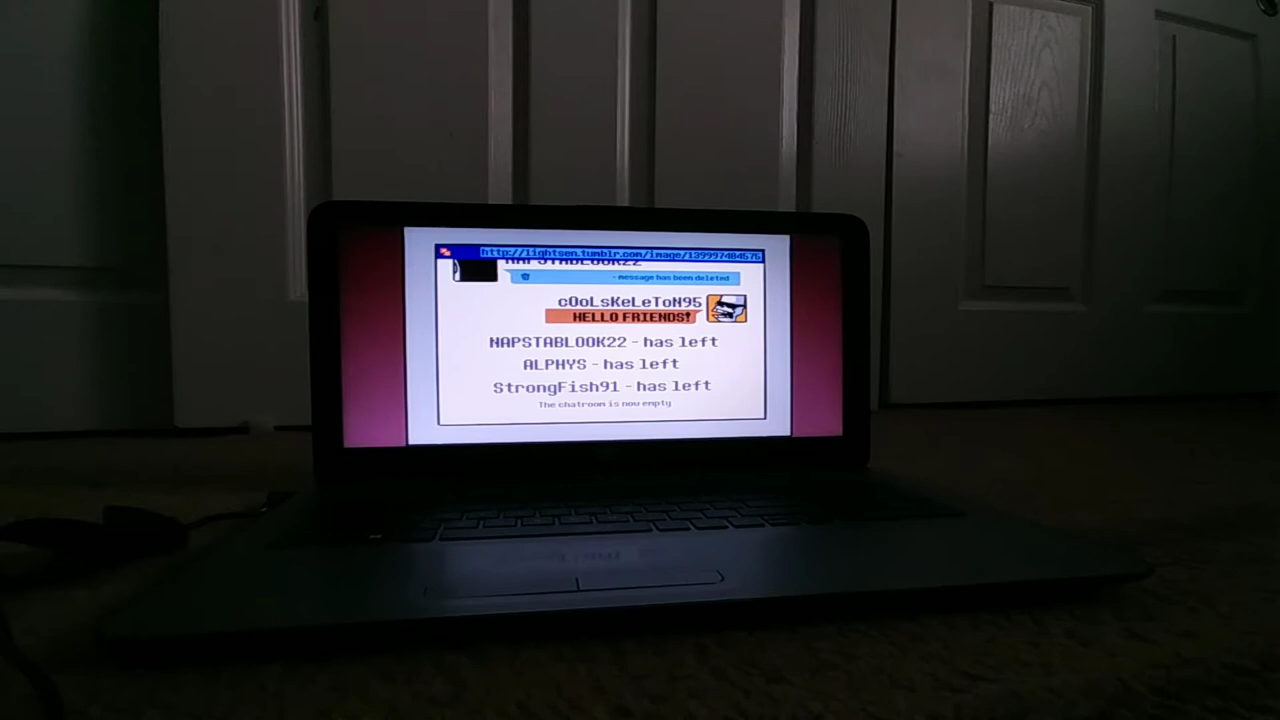 http://lightsen.tumblr.com/image/139997484576
NAPSTABLOOK22
- message has been deleted
cOoLsKeLeToN95
HELLO FRIENDS!
NAPSTABLOOK22 - has left
ALPHYS - has left
StrongFish91 - has left
The chatroom is now empty